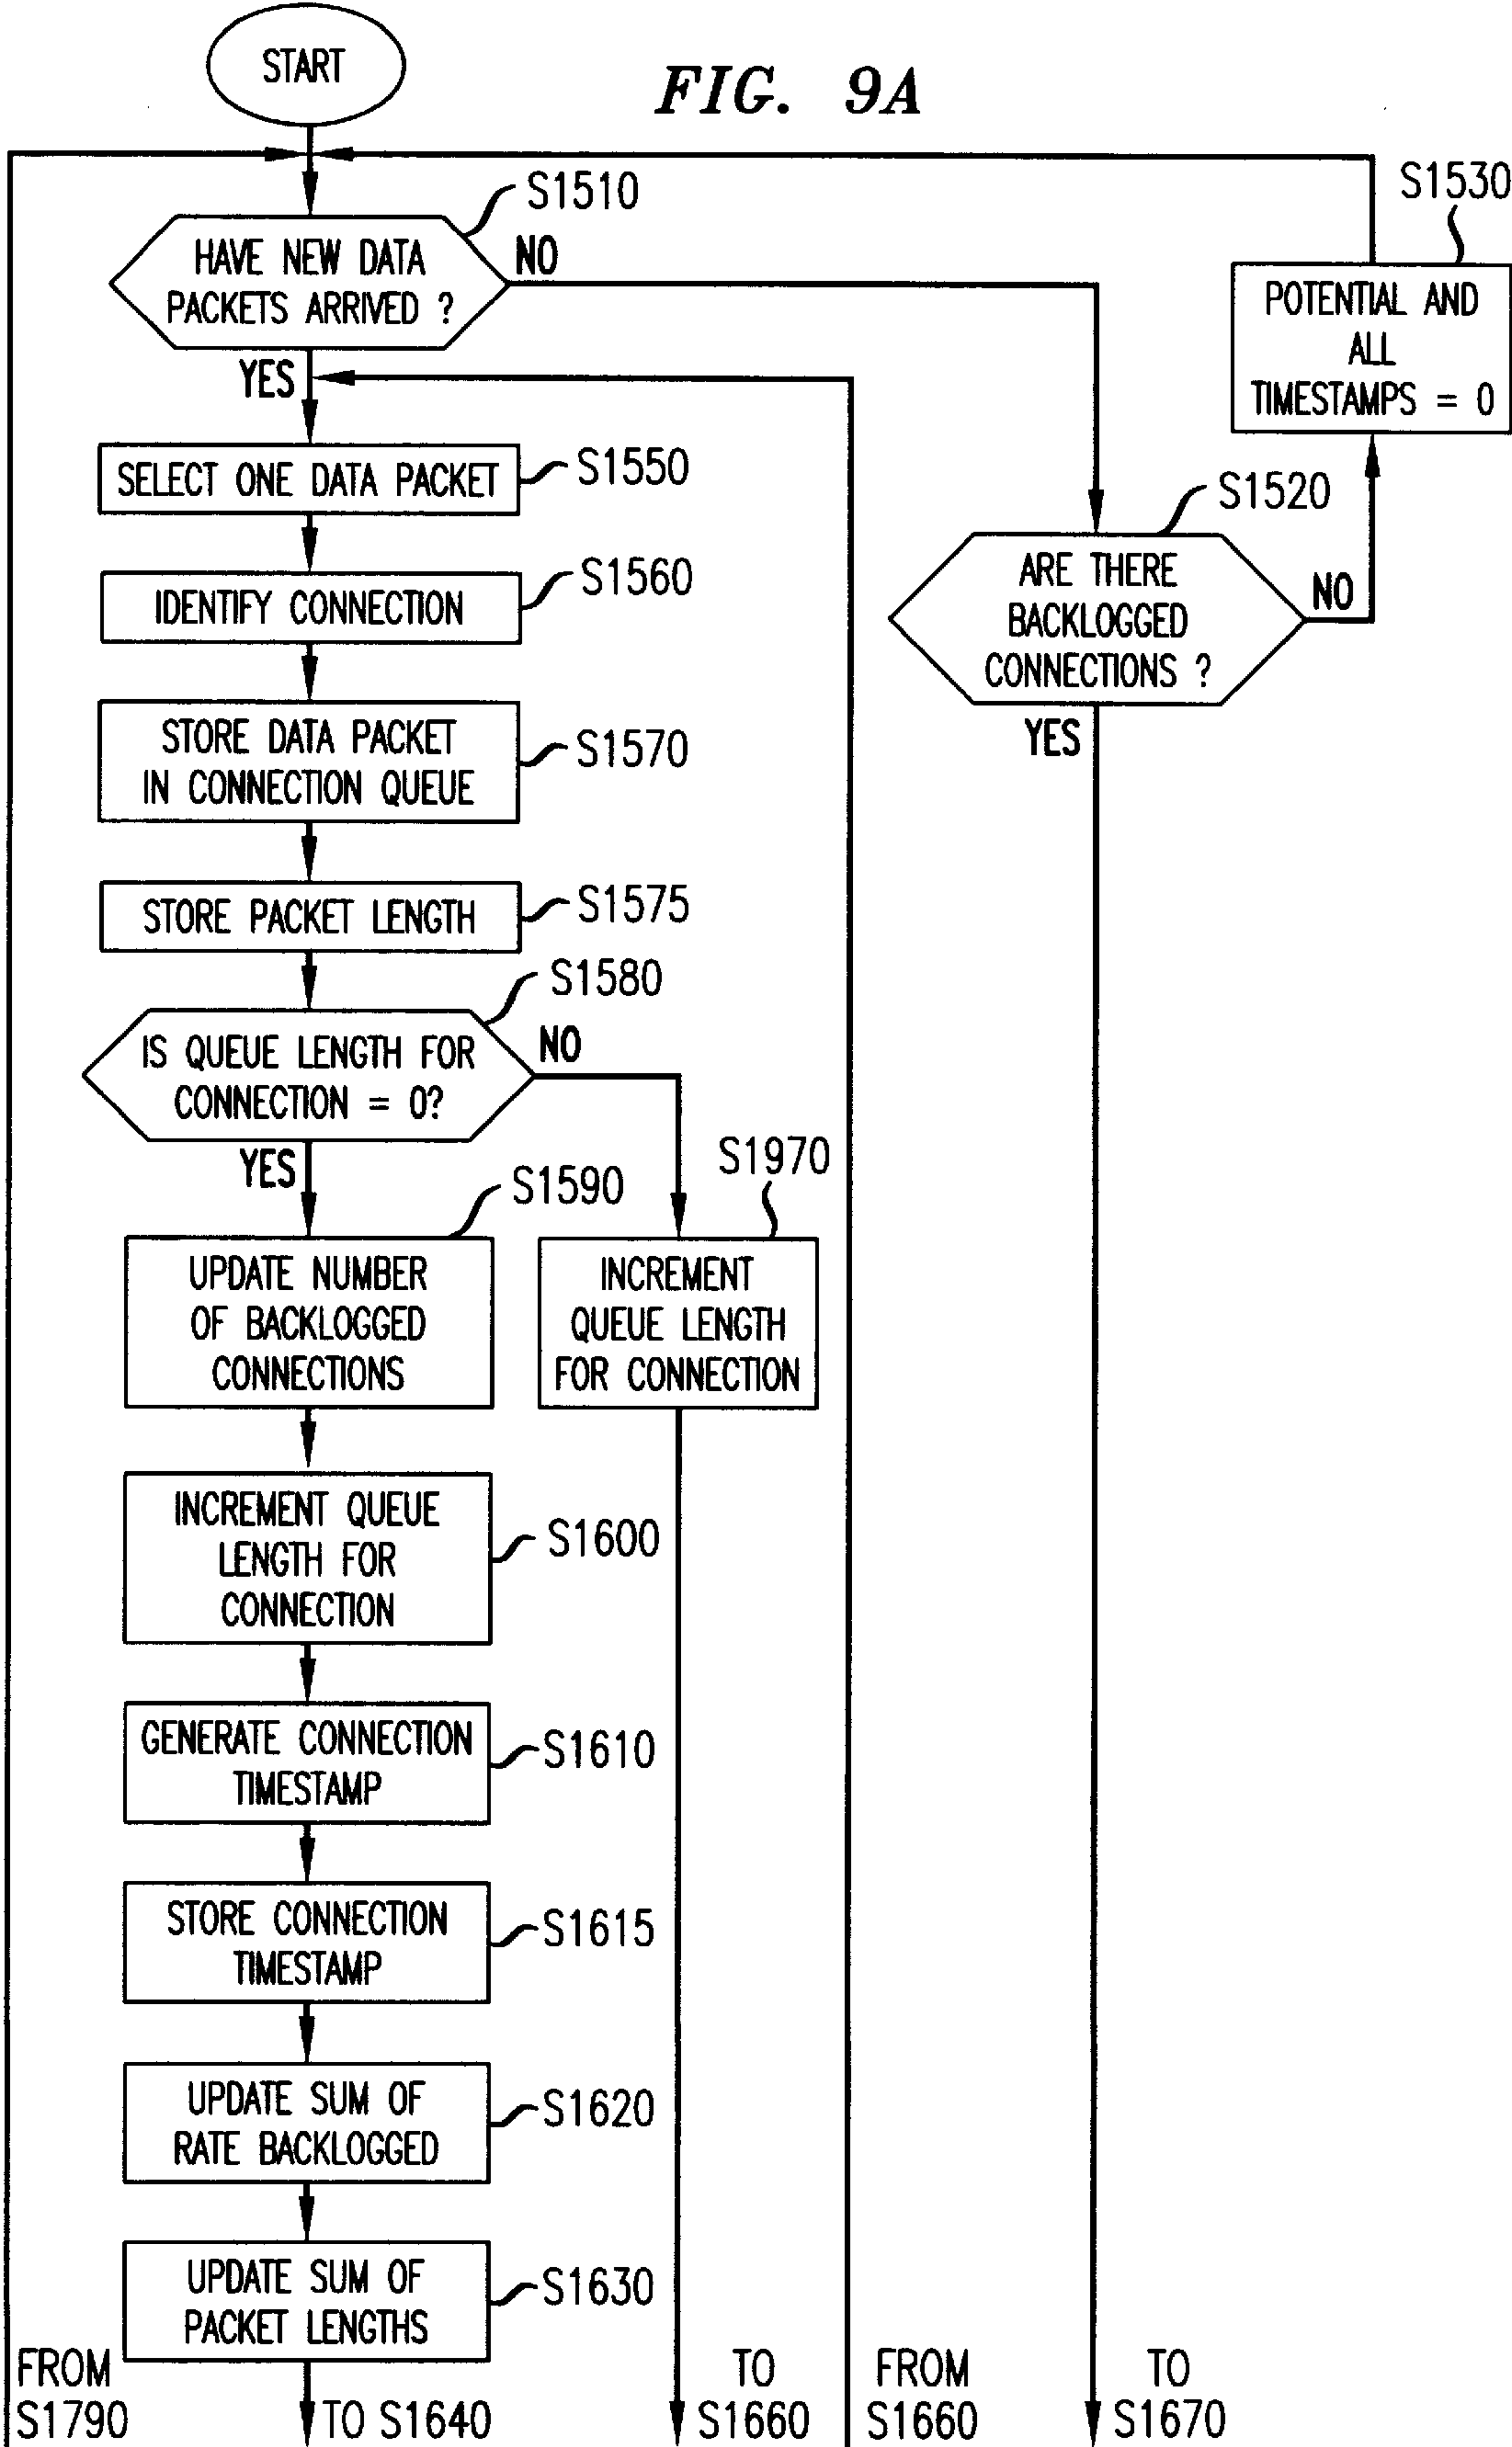 START
FIG. 9A
S1510
HAVE NEW DATA
PACKETS ARRIVED ?
NO
YES
S1530
POTENTIAL AND
ALL
TIMESTAMPS = 0
SELECT ONE DATA PACKET
S1550
S1520
ARE THERE
BACKLOGGED
CONNECTIONS ?
NO
YES
IDENTIFY CONNECTION
S1560
STORE DATA PACKET
IN CONNECTION QUEUE
S1570
STORE PACKET LENGTH
S1575
S1580
IS QUEUE LENGTH FOR
CONNECTION = 0?
NO
YES
S1590
UPDATE NUMBER
OF BACKLOGGED
CONNECTIONS
S1970
INCREMENT
QUEUE LENGTH
FOR CONNECTION
INCREMENT QUEUE
LENGTH FOR
CONNECTION
S1600
GENERATE CONNECTION
TIMESTAMP
S1610
STORE CONNECTION
TIMESTAMP
S1615
UPDATE SUM OF
RATE BACKLOGGED
S1620
UPDATE SUM OF
PACKET LENGTHS
S1630
FROM
S1790
TO S1640
TO
S1660
FROM
S1660
TO
S1670